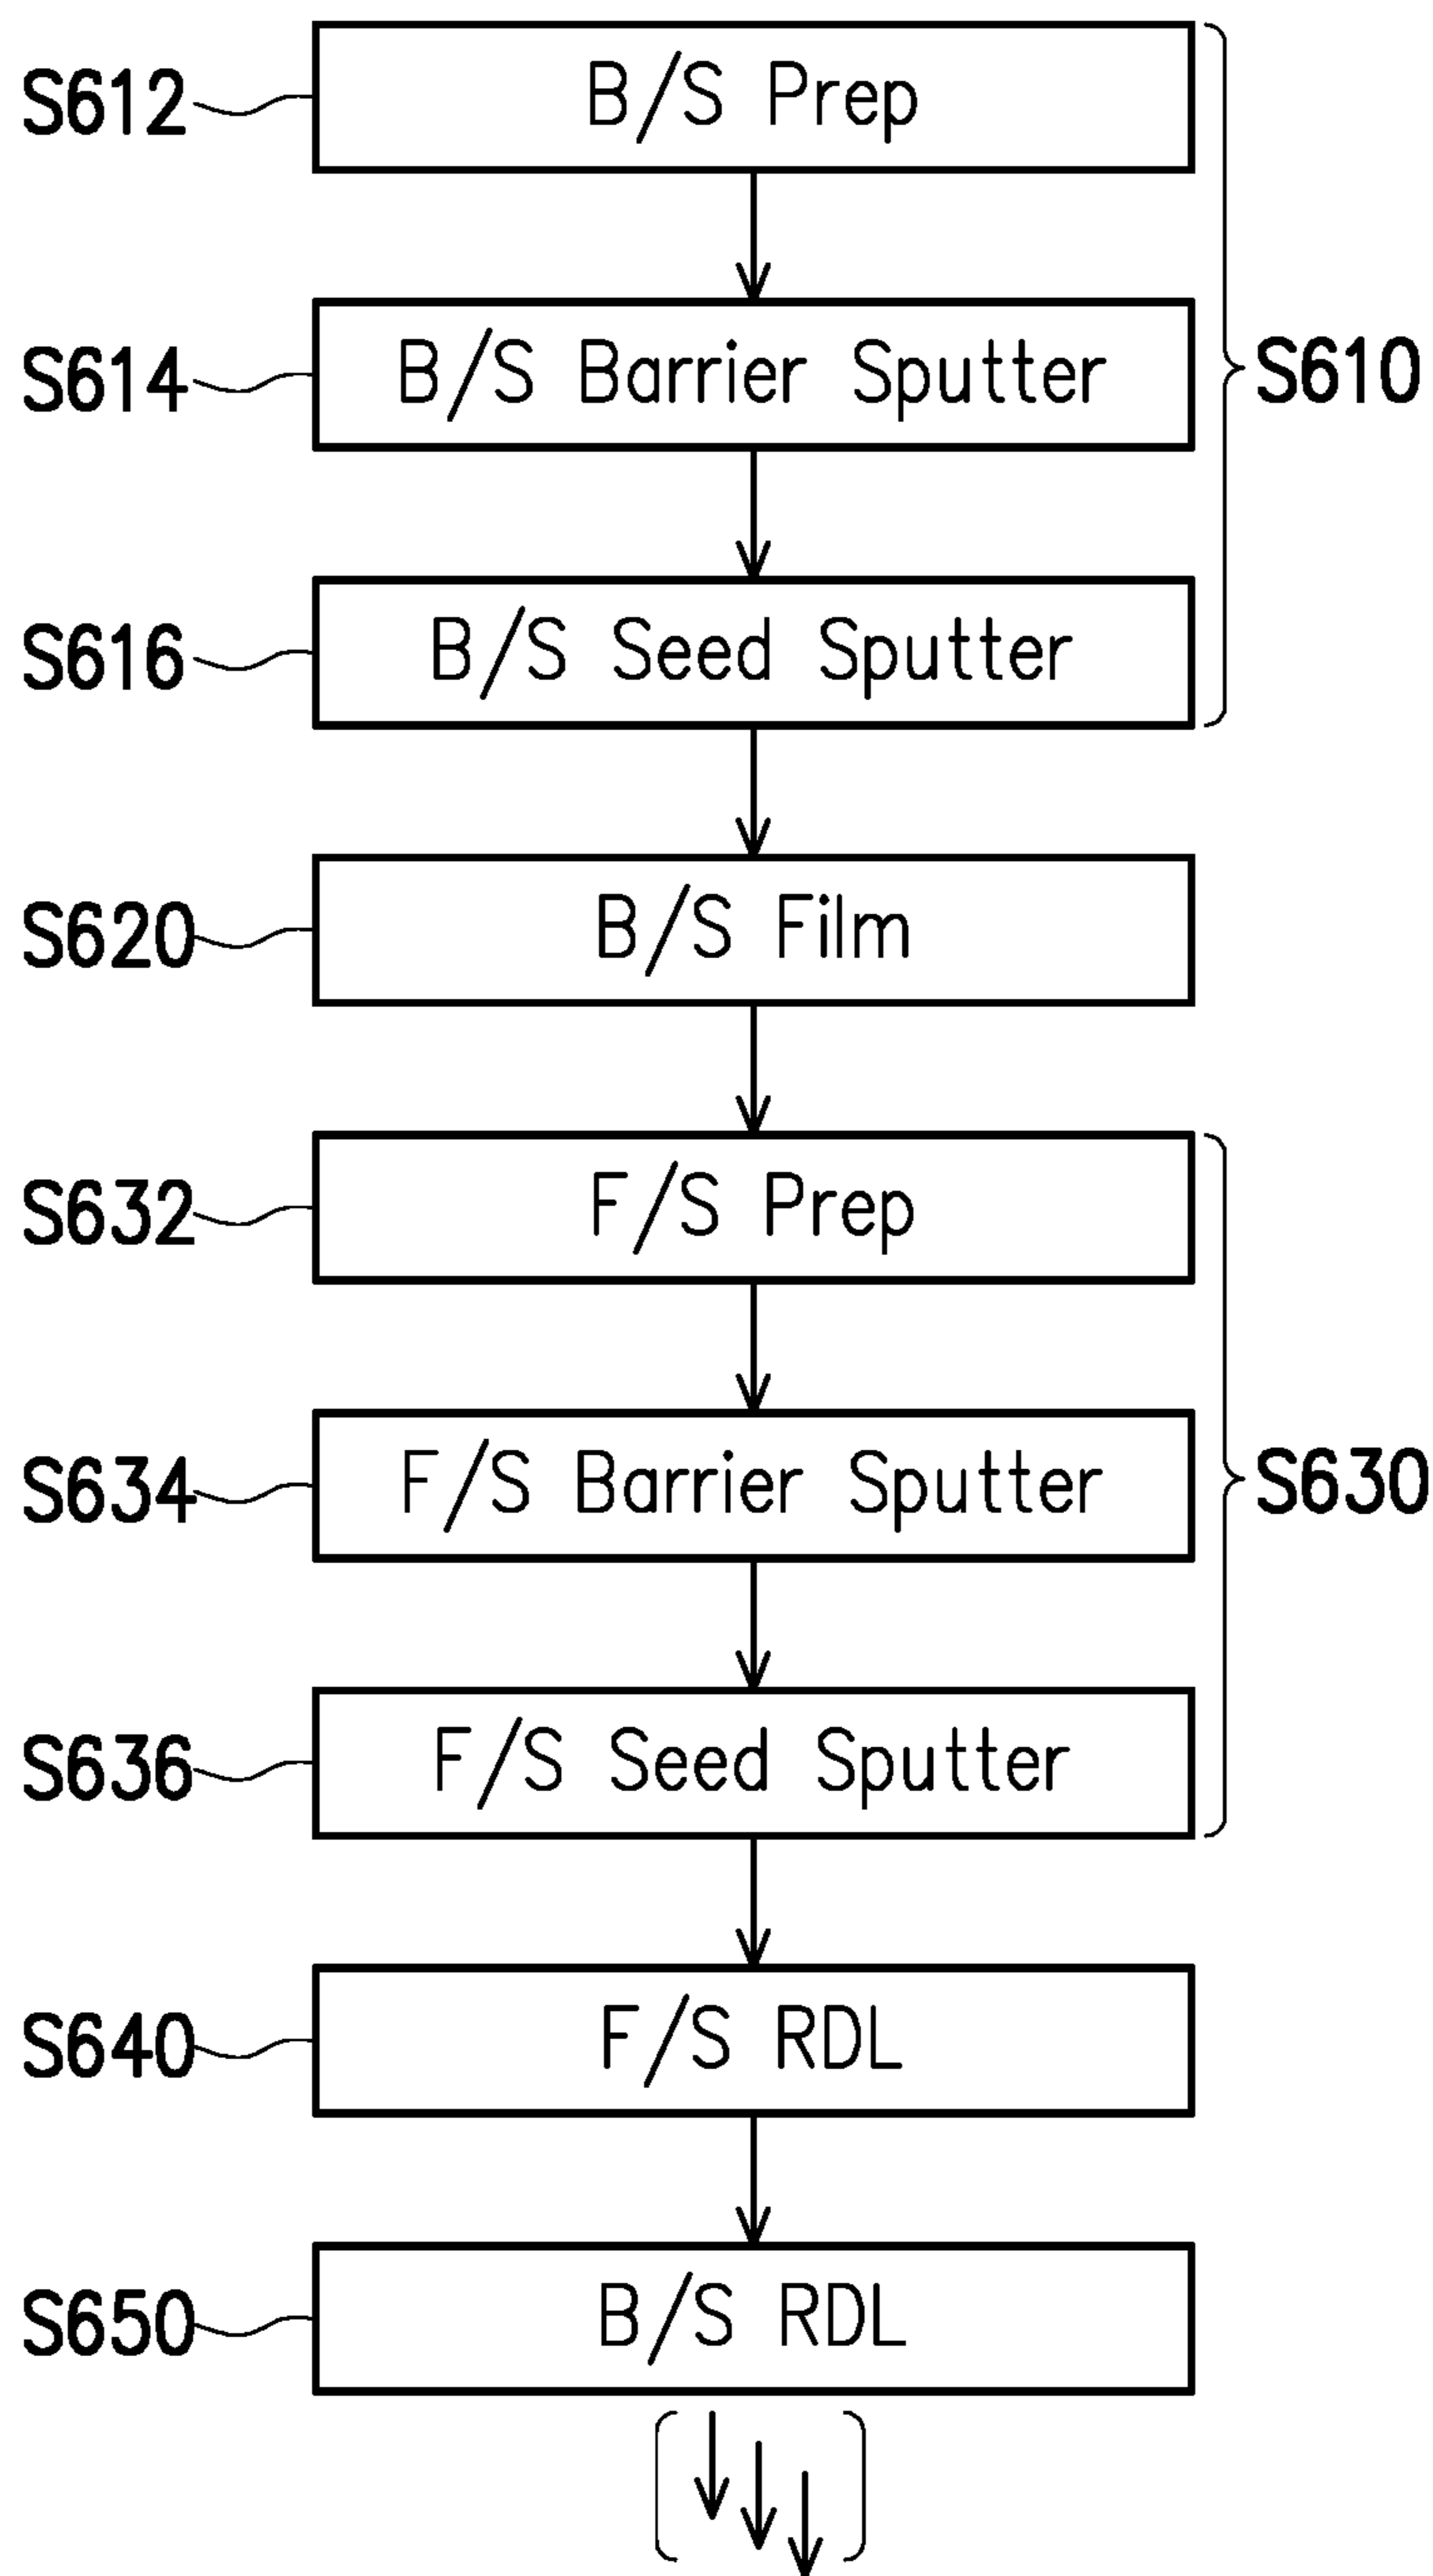 S612
B/S Prep
S614
B/S Barrier Sputter
S610
S616
B/S Seed Sputter
S620
B/S Film
S632
F/S Prep
S634
F/S Barrier Sputter
S630
S636
F/S Seed Sputter
S640
F/S RDL
S650
B/S RDL